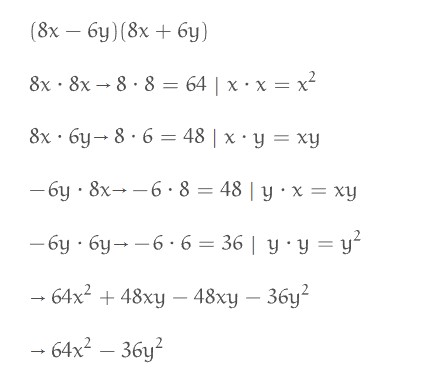 (8x − 6y)(8x + 6y)
8x · 8x → 8 · 8 = 64 | x · x = x²
8x · 6y → 8 · 6 = 48 | x · y = xy
−6y · 8x → −6 · 8 = 48 | y · x = xy
−6y · 6y → −6 · 6 = 36 | y · y = y²
→ 64x² + 48xy − 48xy − 36y²
→ 64x² − 36y²